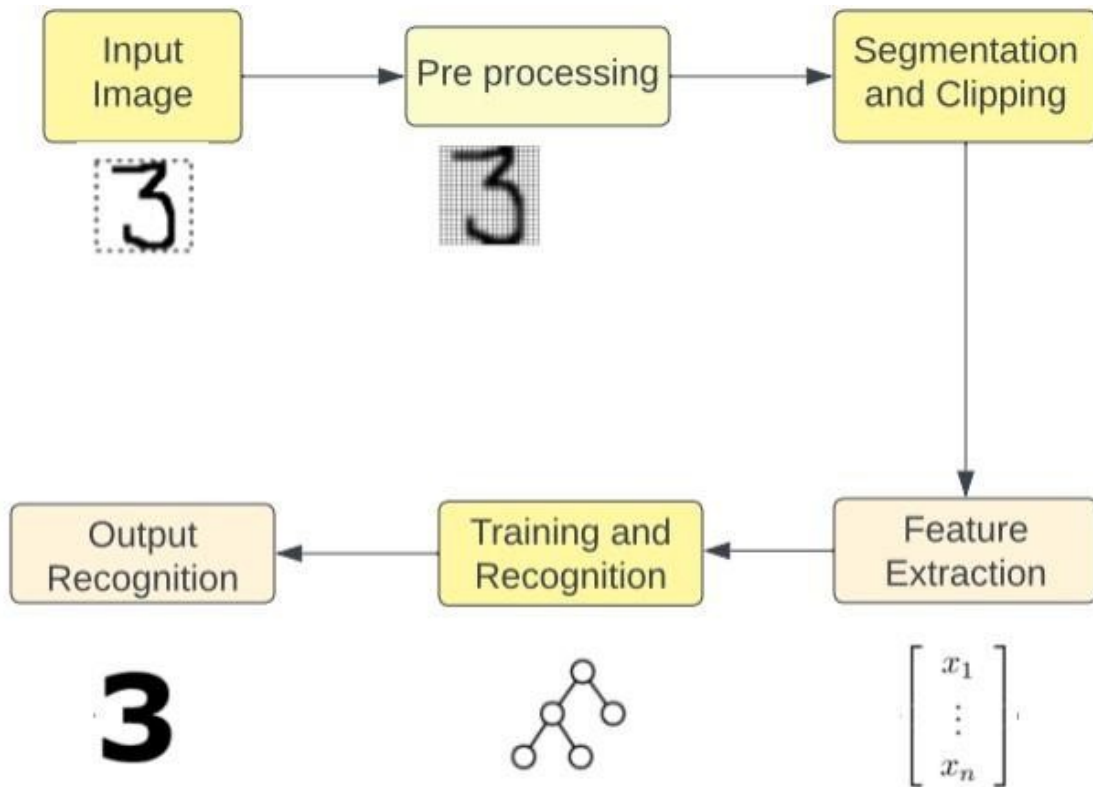 Input
Image
Pre processing
Segmentation
and Clipping
3
3
Output
Recognition
Training and
Recognition
Feature
Extraction
3
x₁
⋮
xₙ